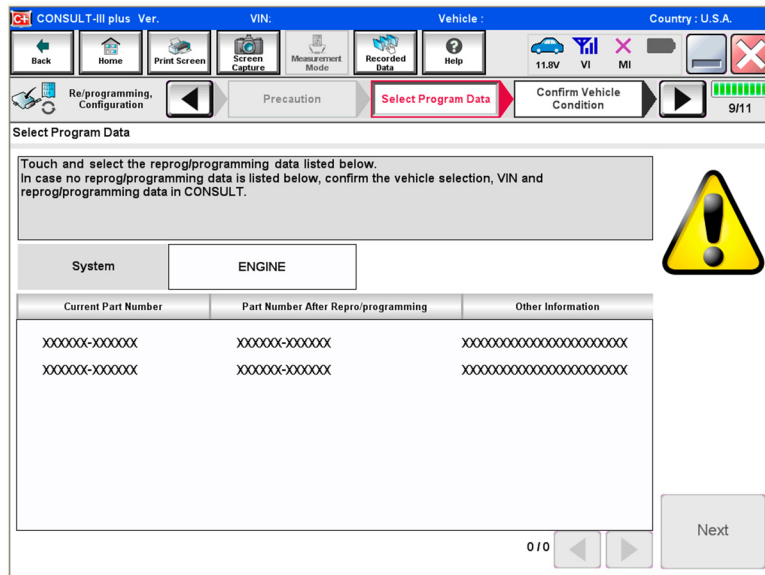 C+ CONSULT-III plus Ver. VIN: Vehicle : Country : U.S.A.
Back
Home
Print Screen
Screen
Capture
Measurement
Mode
Recorded
Data
Help
11.8V VI MI
Re/programming,
Configuration
Precaution
Select Program Data
Confirm Vehicle
Condition
9/11
Select Program Data
Touch and select the reprog/programming data listed below.
In case no reprog/programming data is listed below, confirm the vehicle selection, VIN and
reprog/programming data in CONSULT.
System ENGINE
Current Part Number Part Number After Repro/programming Other Information
XXXXXX-XXXXXX XXXXXX-XXXXXX XXXXXXXXXXXXXXXXXXXXXXX
XXXXXX-XXXXXX XXXXXX-XXXXXX XXXXXXXXXXXXXXXXXXXXXXX
0/0
Next